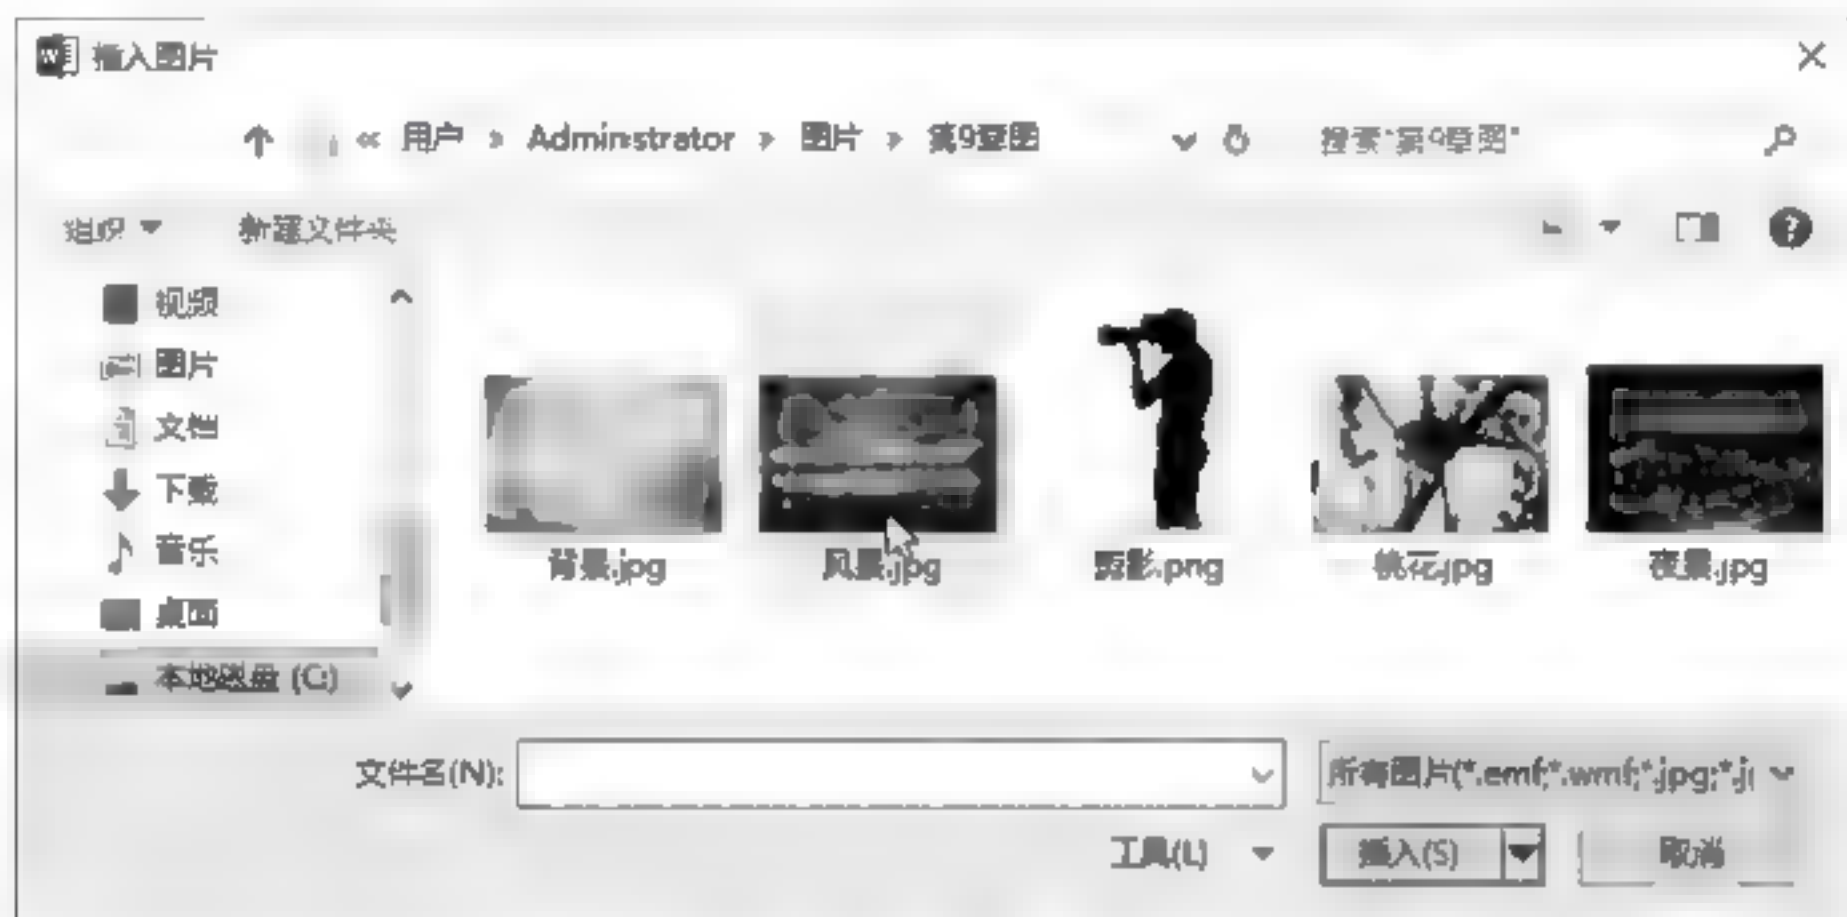 插入图片
« 用户 › Administrator › 图片 › 第9章图
搜索"第9章图"
组织
新建文件夹
视频
图片
文档
下载
音乐
桌面
本地磁盘 (C:)
背景.jpg
风景.jpg
剪影.png
桃花.jpg
夜景.jpg
文件名(N):
所有图片(*.emf;*.wmf;*.jpg;*.j
工具(L)
插入(S)
取消